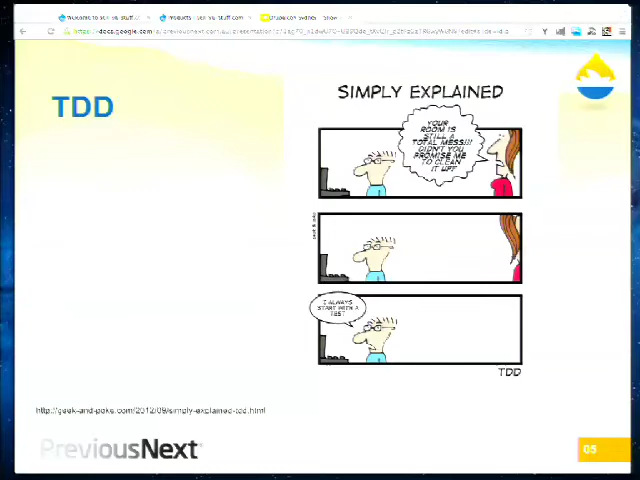 TDD
SIMPLY EXPLAINED
YOUR
ROOM IS
STILL A
TOTAL MESS!!!
DIDN'T YOU
PROMISE ME
TO CLEAN
IT UP?
I ALWAYS
START WITH A
TEST
TDD
http://geek-and-poke.com/2012/09/simply-explained-tdd.html
PreviousNext
05